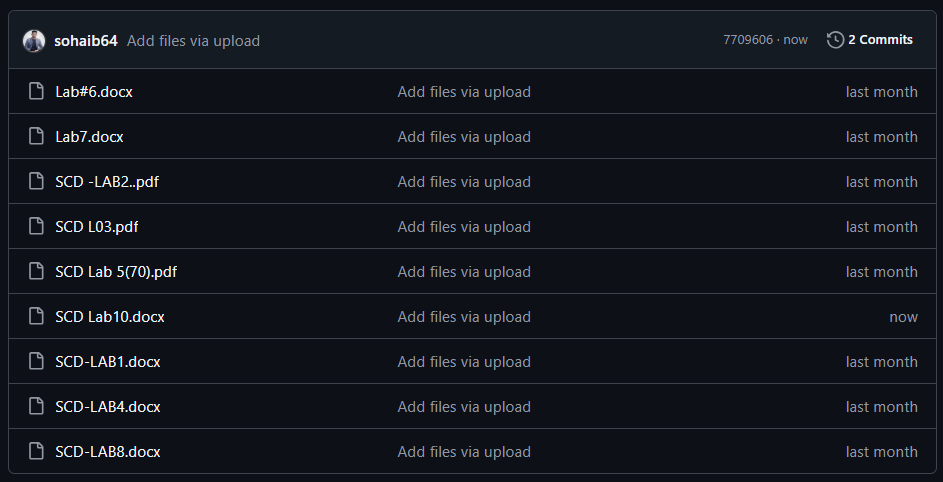 sohaib64 Add files via upload 7709606 · now 2 Commits
Lab#6.docx Add files via upload last month
Lab7.docx Add files via upload last month
SCD -LAB2..pdf Add files via upload last month
SCD L03.pdf Add files via upload last month
SCD Lab 5(70).pdf Add files via upload last month
SCD Lab10.docx Add files via upload now
SCD-LAB1.docx Add files via upload last month
SCD-LAB4.docx Add files via upload last month
SCD-LAB8.docx Add files via upload last month